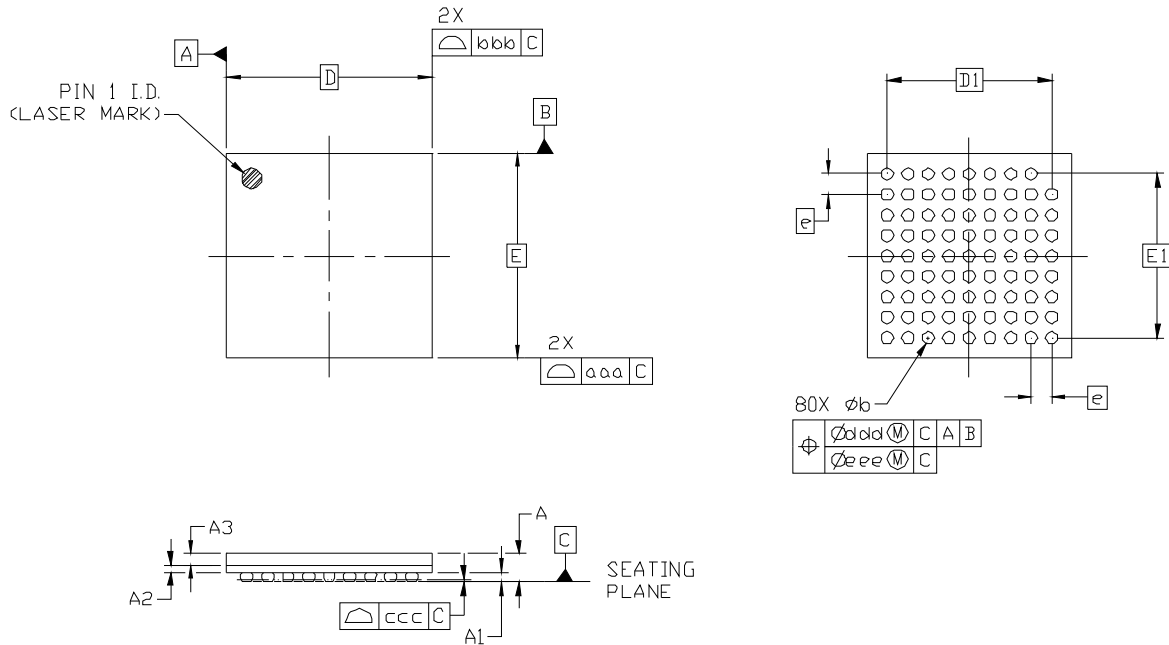 2X
bbb C
A
D
PIN 1 I.D.
(LASER MARK)
B
E
2X
aaa C
D1
e
E1
e
80X Øb
Øddd Ⓜ C A B
Øeee Ⓜ C
A3
A
C
SEATING
PLANE
A2
ccc C
A1